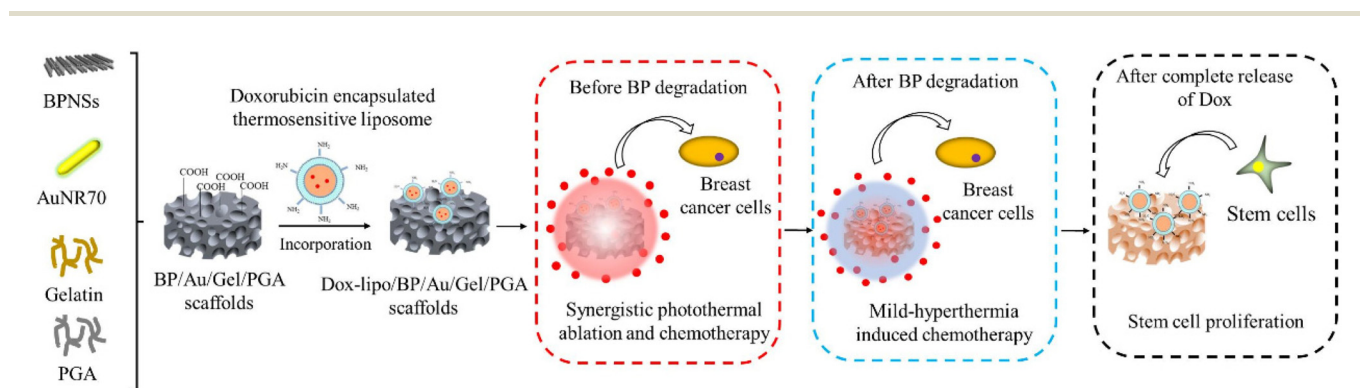 BPNSs
AuNR70
Gelatin
PGA
COOH
COOH
COOH
COOH
BP/Au/Gel/PGA
scaffolds
Doxorubicin encapsulated
thermosensitive liposome
NH₂
H₂N
NH₂
NH₂
NH₂
NH₂
Incorporation
Dox-lipo/BP/Au/Gel/PGA
scaffolds
Before BP degradation
Breast
cancer cells
Synergistic photothermal
ablation and chemotherapy
After BP degradation
Breast
cancer cells
Mild-hyperthermia
induced chemotherapy
After complete release
of Dox
Stem cells
Stem cell proliferation